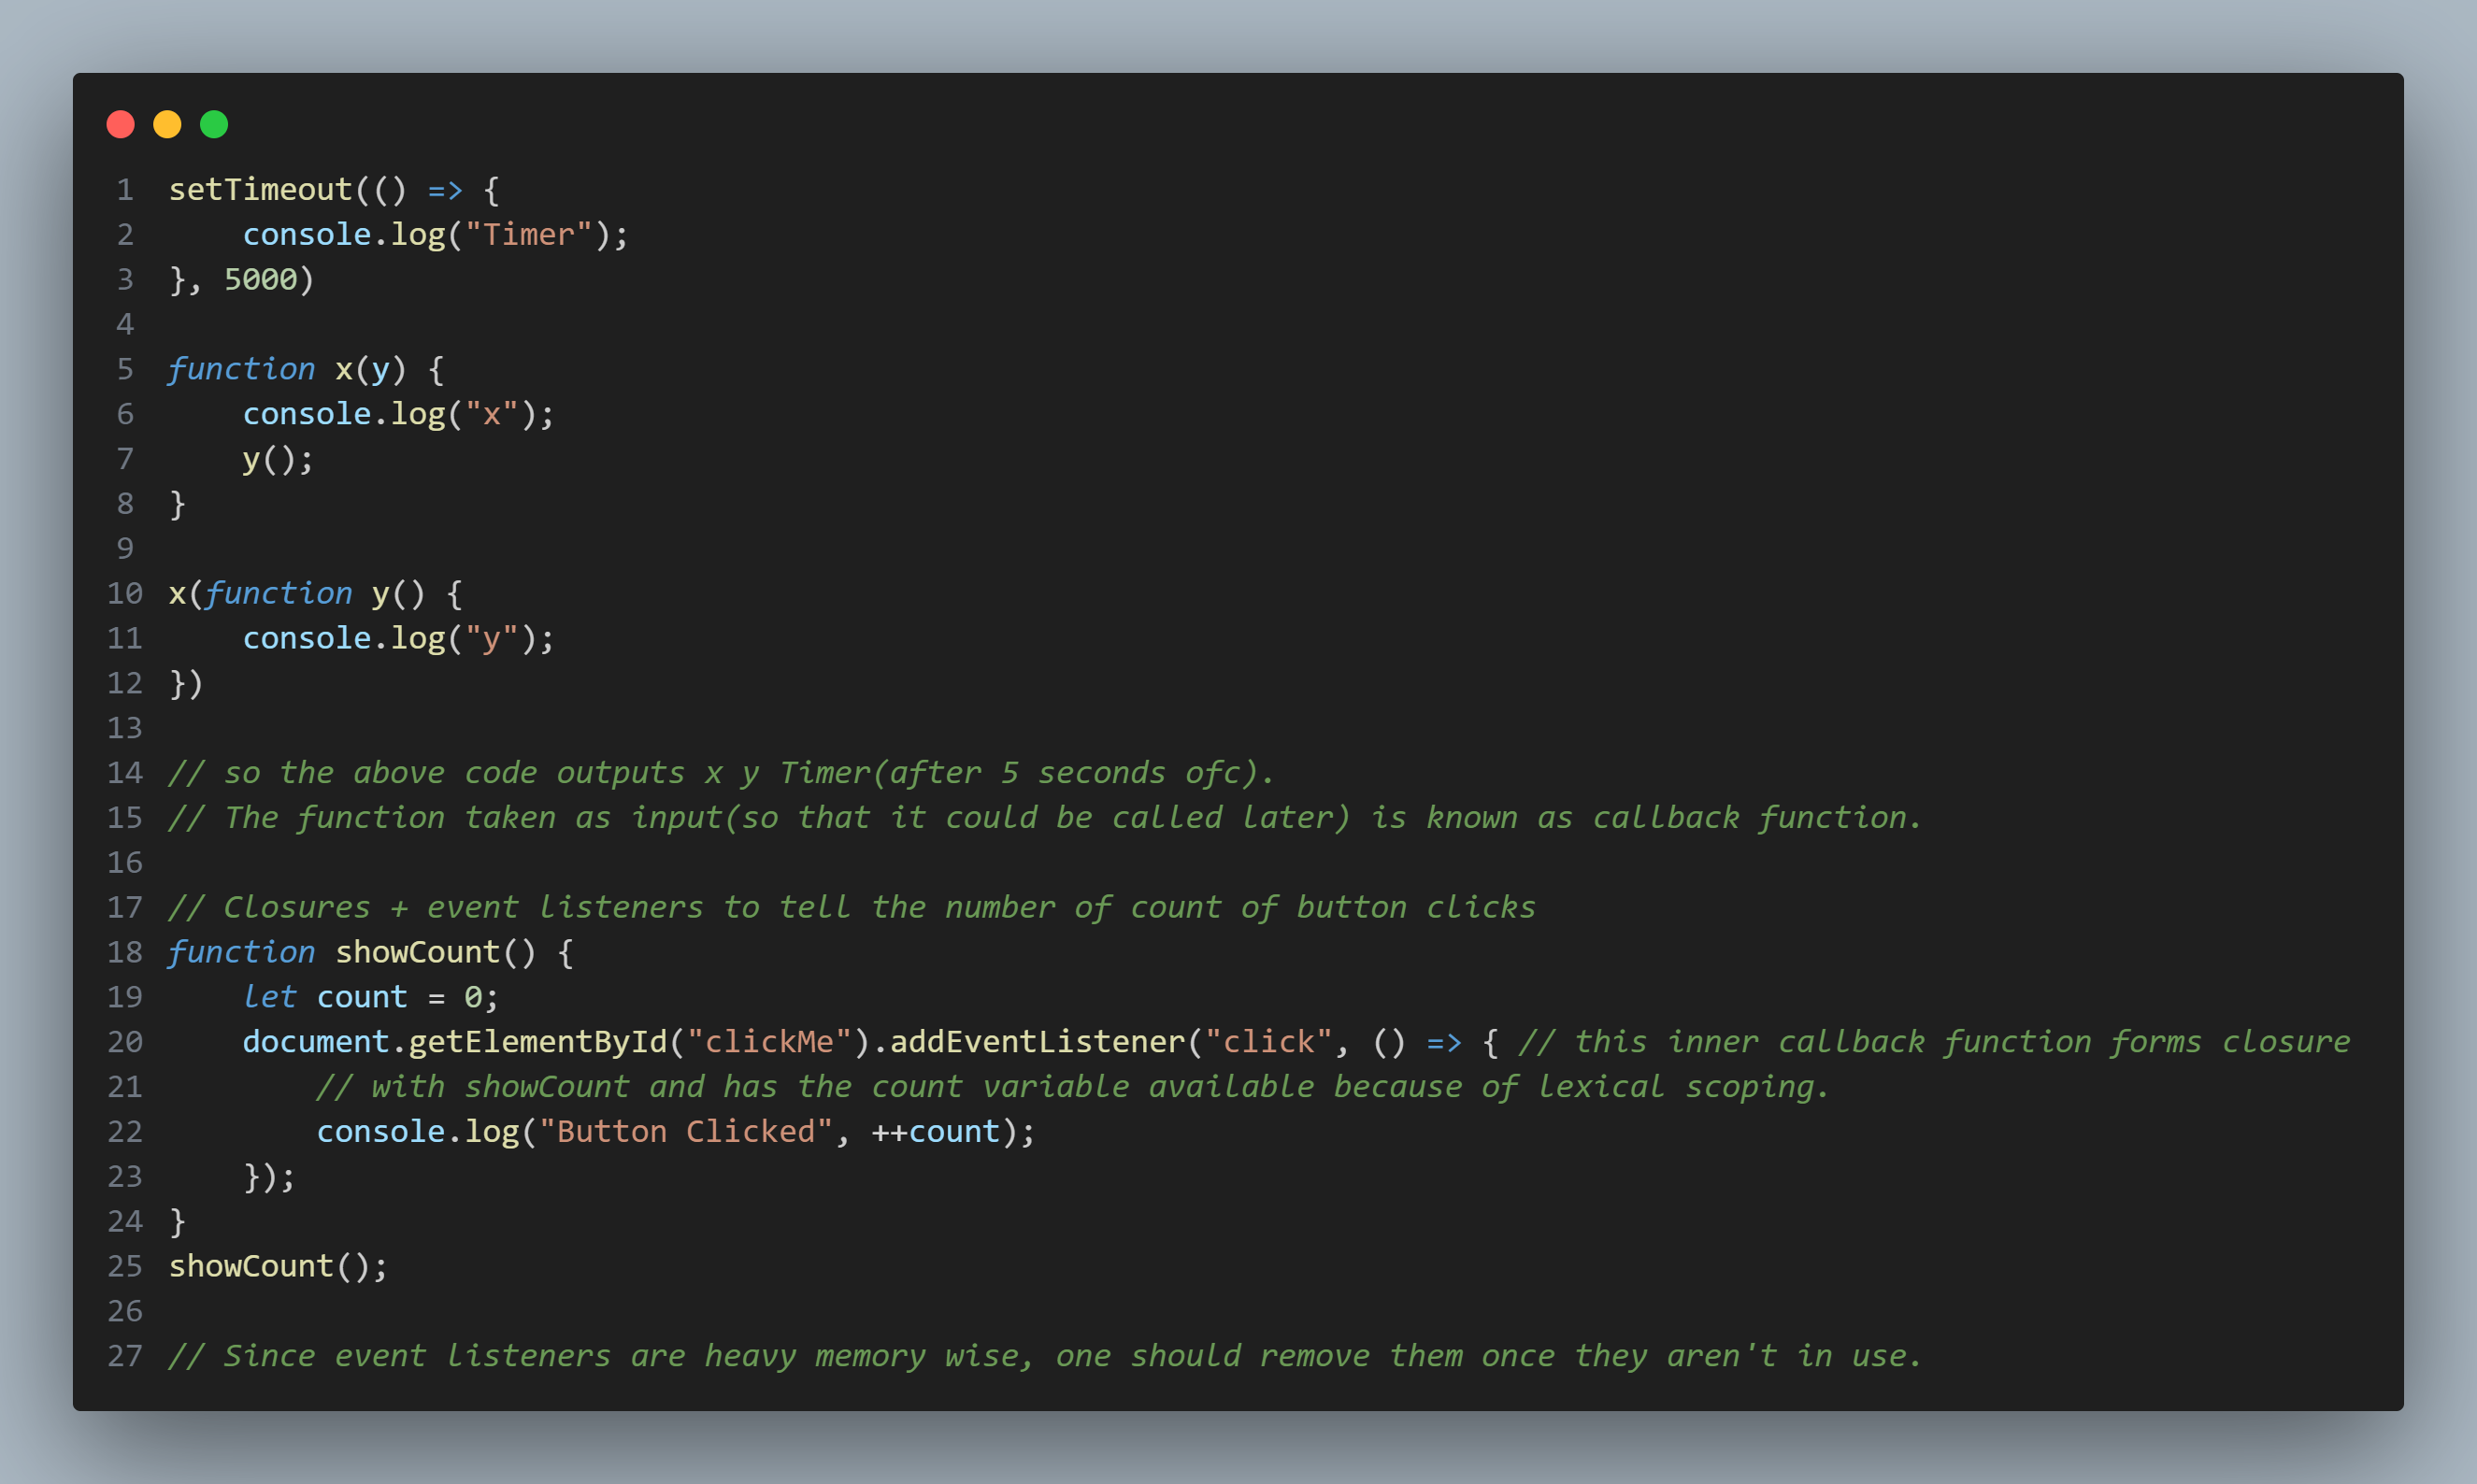 1 setTimeout(() => {
2     console.log("Timer");
3 }, 5000)
4
5 function x(y) {
6     console.log("x");
7     y();
8 }
9
10 x(function y() {
11     console.log("y");
12 })
13
14 // so the above code outputs x y Timer(after 5 seconds ofc).
15 // The function taken as input(so that it could be called later) is known as callback function.
16
17 // Closures + event listeners to tell the number of count of button clicks
18 function showCount() {
19     let count = 0;
20     document.getElementById("clickMe").addEventListener("click", () => { // this inner callback function forms closure
21         // with showCount and has the count variable available because of lexical scoping.
22         console.log("Button Clicked", ++count);
23     });
24 }
25 showCount();
26
27 // Since event listeners are heavy memory wise, one should remove them once they aren't in use.